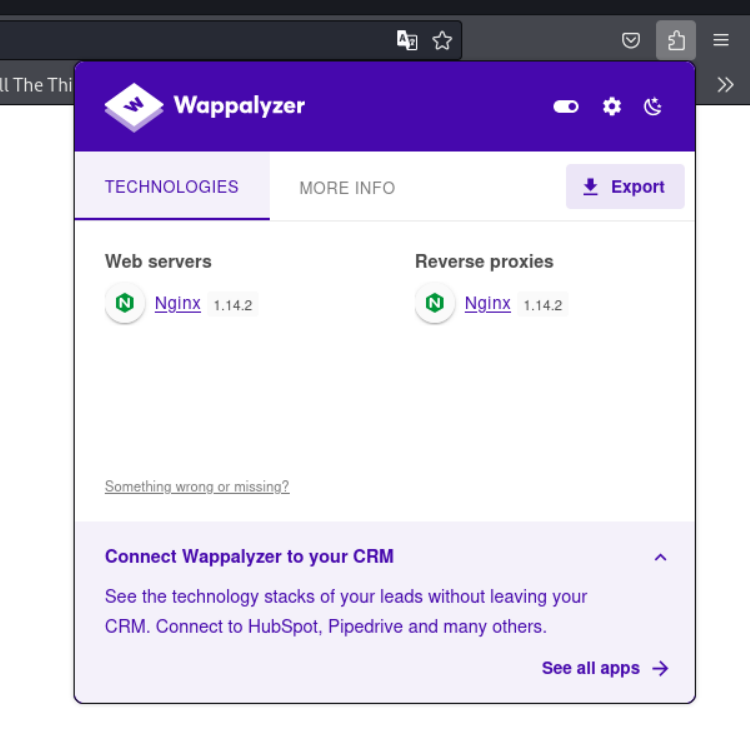 ll The Thi
Wappalyzer
TECHNOLOGIES
MORE INFO
Export
Web servers
Reverse proxies
Nginx 1.14.2
Nginx 1.14.2
Something wrong or missing?
Connect Wappalyzer to your CRM
See the technology stacks of your leads without leaving your
CRM. Connect to HubSpot, Pipedrive and many others.
See all apps